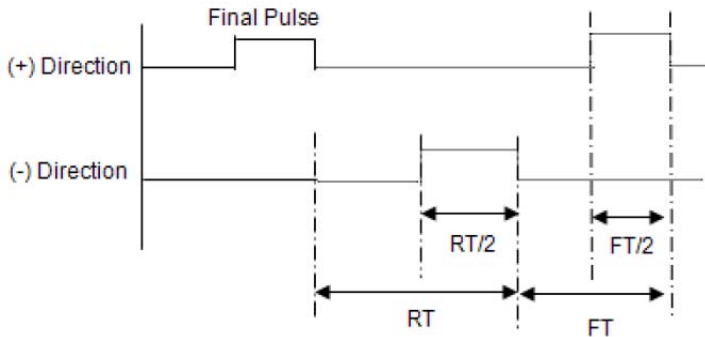 Final Pulse
(+) Direction
(-) Direction
RT/2
FT/2
RT
FT